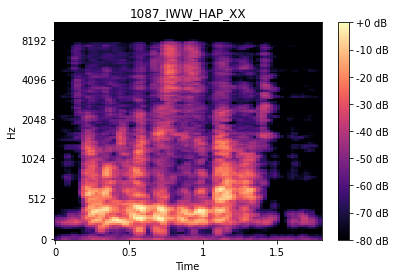 1087_IWW_HAP_XX
8192
4096
2048
1024
512
0
Hz
0
0.5
1
1.5
Time
+0 dB
-10 dB
-20 dB
-30 dB
-40 dB
-50 dB
-60 dB
-70 dB
-80 dB